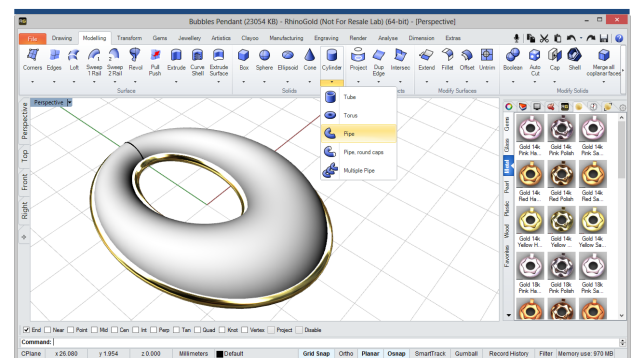 Bubbles Pendant (23054 KB) - RhinoGold (Not For Resale Lab) (64-bit) - [Perspective]
File Drawing Modelling Transform Gems Jewellery Artistics Clayoo Manufacturing Engraving Render Analyse Dimension Extras
Corners Edges Loft Sweep 1 Rail Sweep 2 Rail Revol Pull Push Extrude Curve Shell Extrude Surface Box Sphere Ellipsoid Cone Cylinder Project Dup Edge Intersec Extend Fillet Offset Untrim Boolean Auto Cut Cap Shell Merge all coplanar faces
Surface Solids Modify Surfaces Modify Solids
Perspective
Tube
Torus
Pipe
Pipe, round caps
Multiple Pipe
Perspective
Top
Front
Right
Gems
Glass
Metal
Pearl
Plastic
Wood
Favorites
Gold 14k Pink Ha... Gold 14k Pink Polish Gold 14k Pink Sa...
Gold 14k Red Ha... Gold 14k Red Polish Gold 14k Red Sa...
Gold 14k Yellow H... Gold 14k Yellow ... Gold 14k Yellow Sa...
Gold 18k Pink Ha... Gold 18k Pink Polish Gold 18k Pink Sa...
End Near Point Mid Cen Int Perp Tan Quad Knot Vertex Project Disable
Command:
CPlane x 26.080 y 1.954 z 0.000 Millimeters Default Grid Snap Ortho Planar Osnap SmartTrack Gumball Record History Filter Memory use: 970 MB